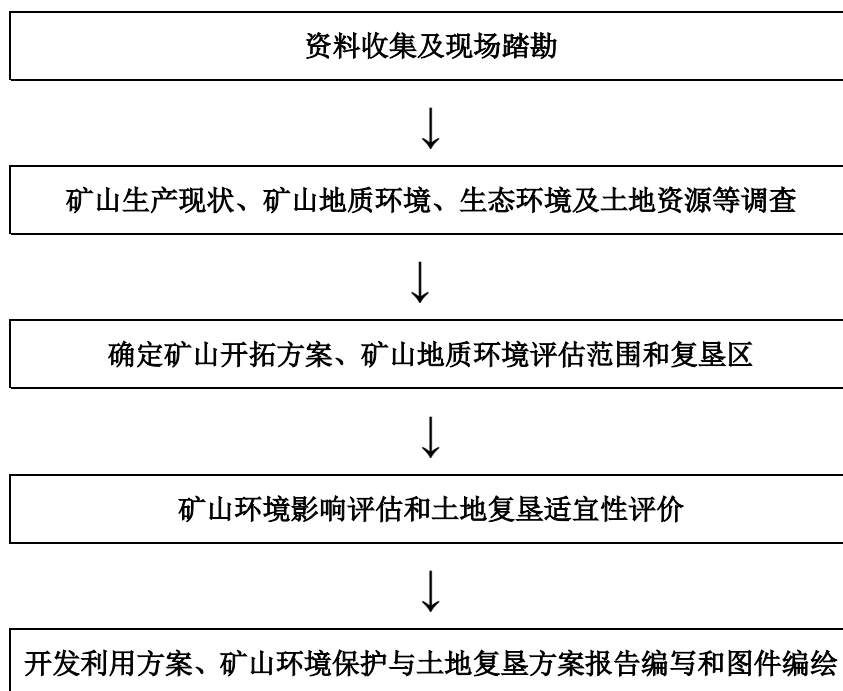 资料收集及现场踏勘
矿山生产现状、矿山地质环境、生态环境及土地资源等调查
确定矿山开拓方案、矿山地质环境评估范围和复垦区
矿山环境影响评估和土地复垦适宜性评价
开发利用方案、矿山环境保护与土地复垦方案报告编写和图件编绘